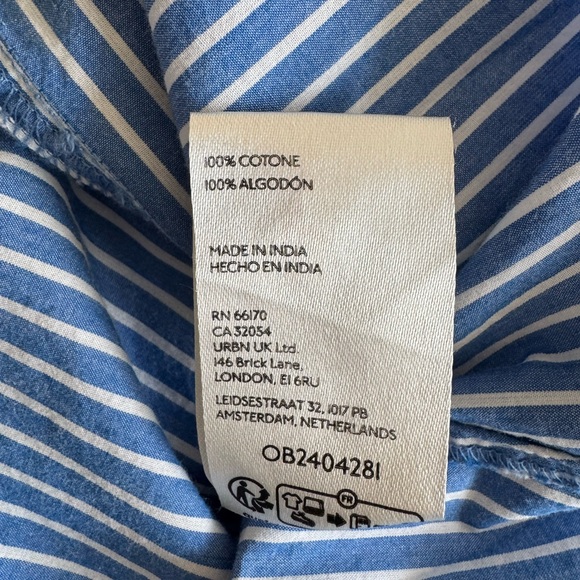 100% COTONE
100% ALGODÓN
MADE IN INDIA
HECHO EN INDIA
RN 66170
CA 32054
URBN UK Ltd.
146 Brick Lane,
LONDON, E1 6RU
LEIDSESTRAAT 32, 1017 PB
AMSTERDAM, NETHERLANDS
OB2404281
FR